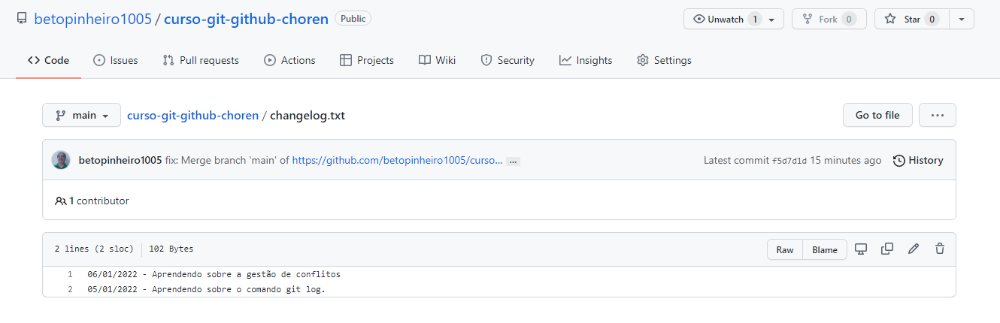 betopinheiro1005 / curso-git-github-choren Public Unwatch 1 Fork 0 Star 0
Code Issues Pull requests Actions Projects Wiki Security Insights Settings
main curso-git-github-choren / changelog.txt Go to file ...
betopinheiro1005 fix: Merge branch 'main' of https://github.com/betopinheiro1005/curso… ... Latest commit f5d7d1d 15 minutes ago History
1 contributor
2 lines (2 sloc) 102 Bytes Raw Blame
1 06/01/2022 - Aprendendo sobre a gestão de conflitos
2 05/01/2022 - Aprendendo sobre o comando git log.